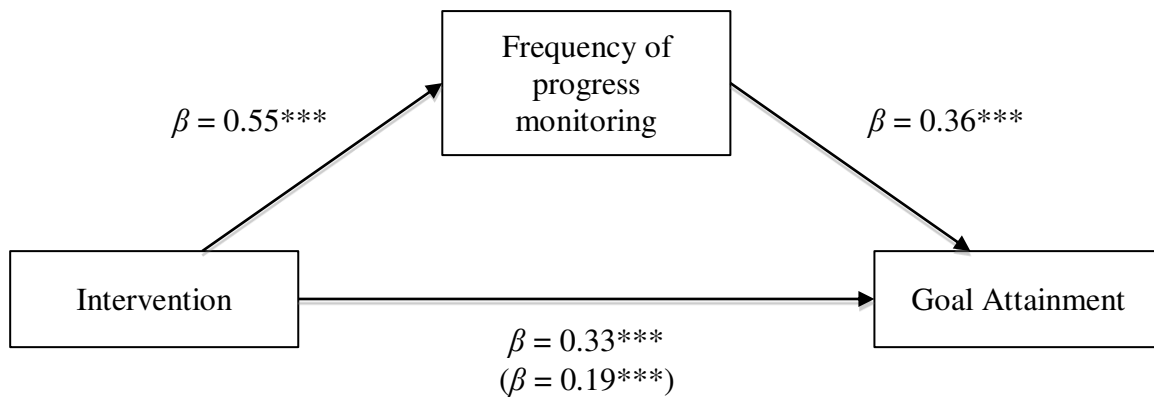 Frequency of
progress
monitoring
β = 0.55***
β = 0.36***
Intervention
Goal Attainment
β = 0.33***
(β = 0.19***)